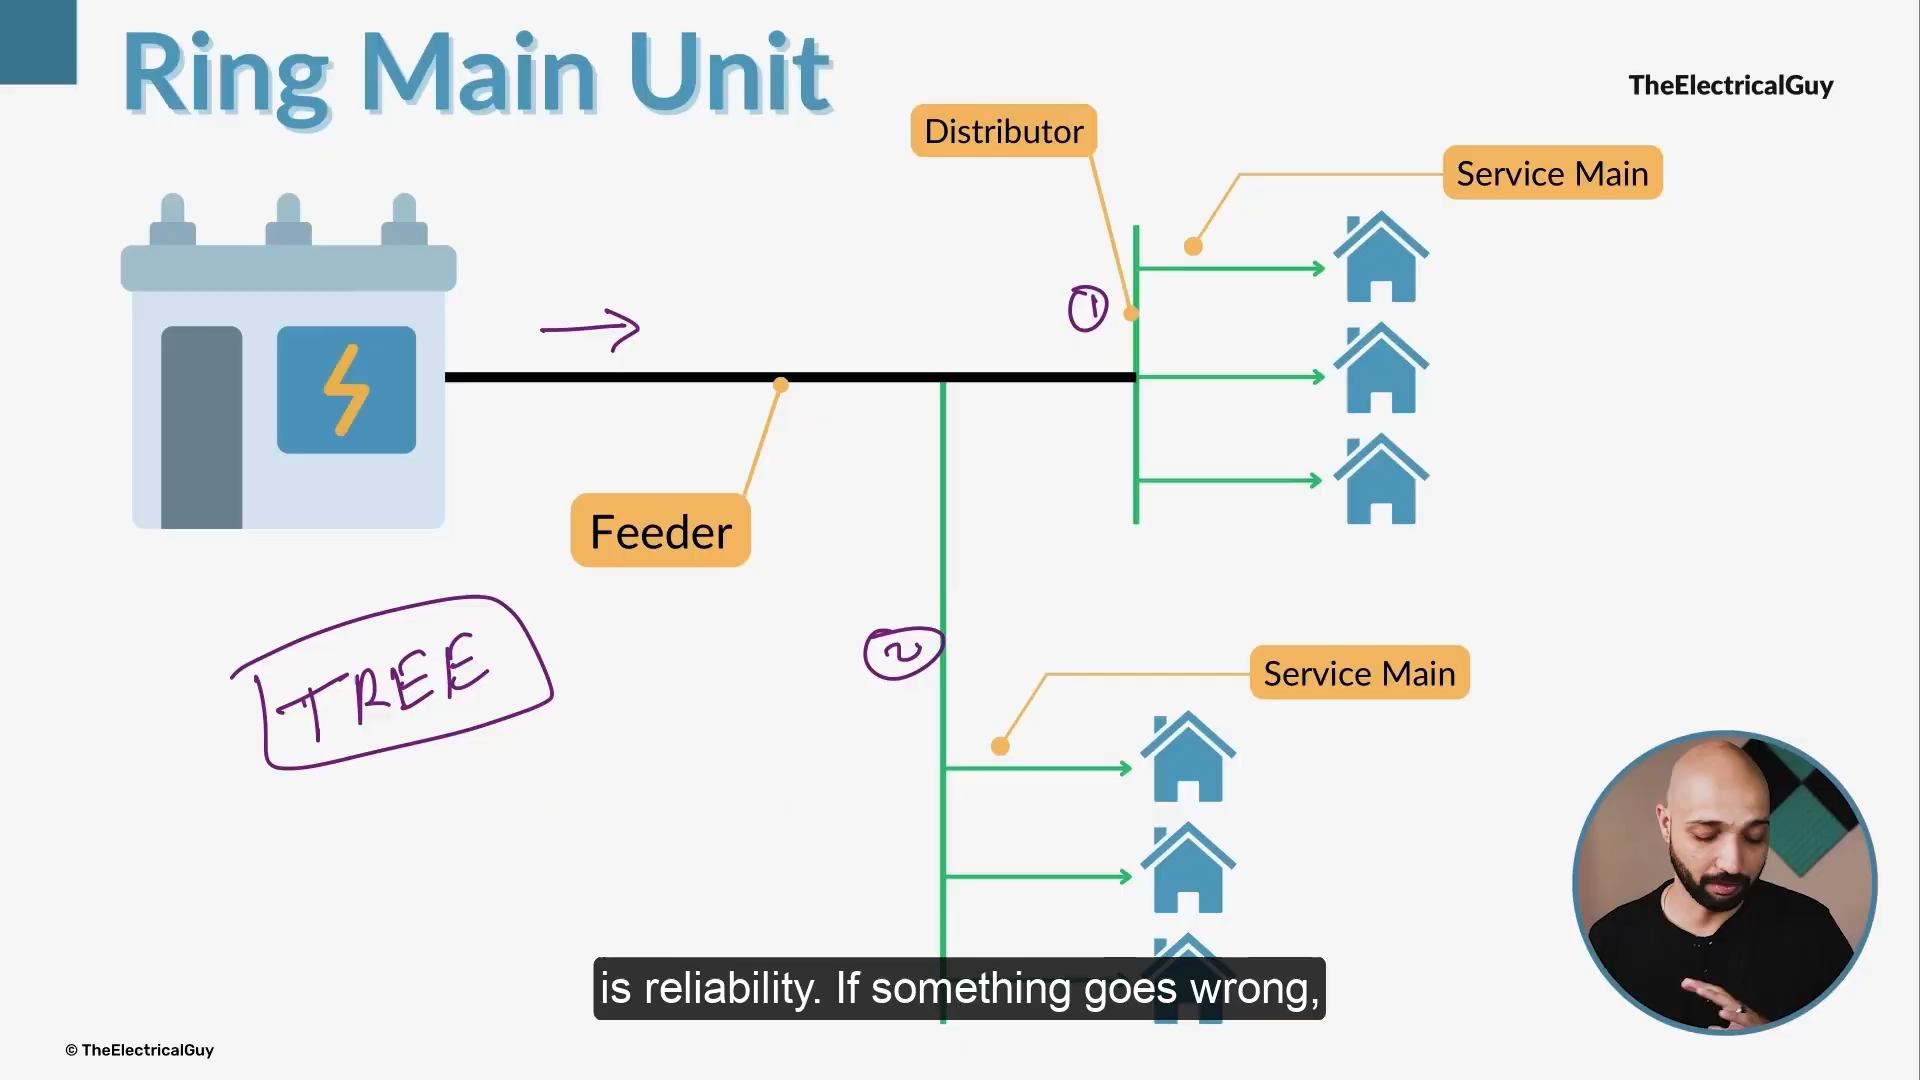 Ring Main Unit
TheElectricalGuy
Distributor
Service Main
1
Feeder
TREE
2
Service Main
is reliability. If something goes wrong,
© TheElectricalGuy